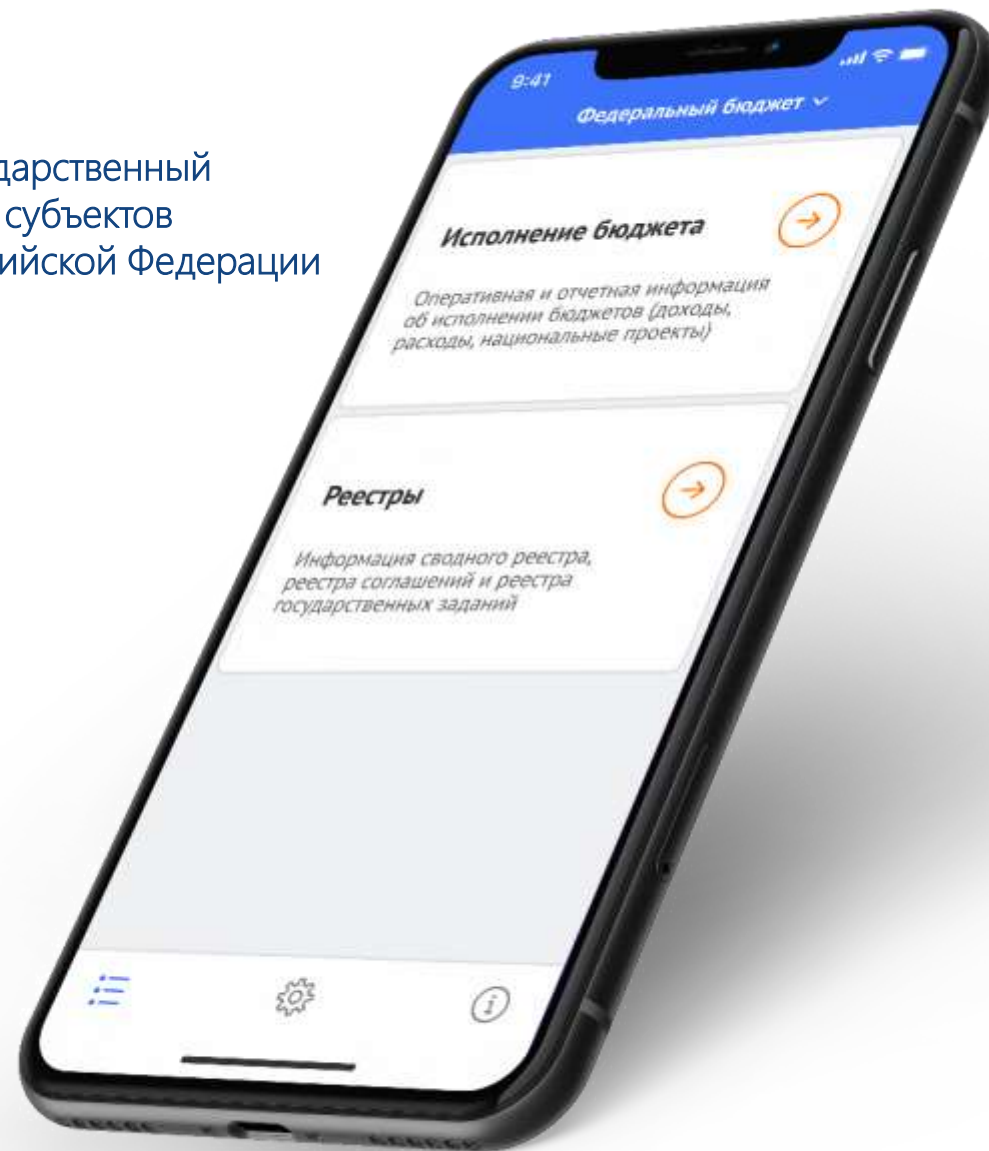 дарственный
субъектов
ийской Федерации
9:41
Федеральный бюджет
Исполнение бюджета
Оперативная и отчетная информация
об исполнении бюджетов (доходы,
расходы, национальные проекты)
Реестры
Информация сводного реестра,
реестра соглашений и реестра
государственных заданий